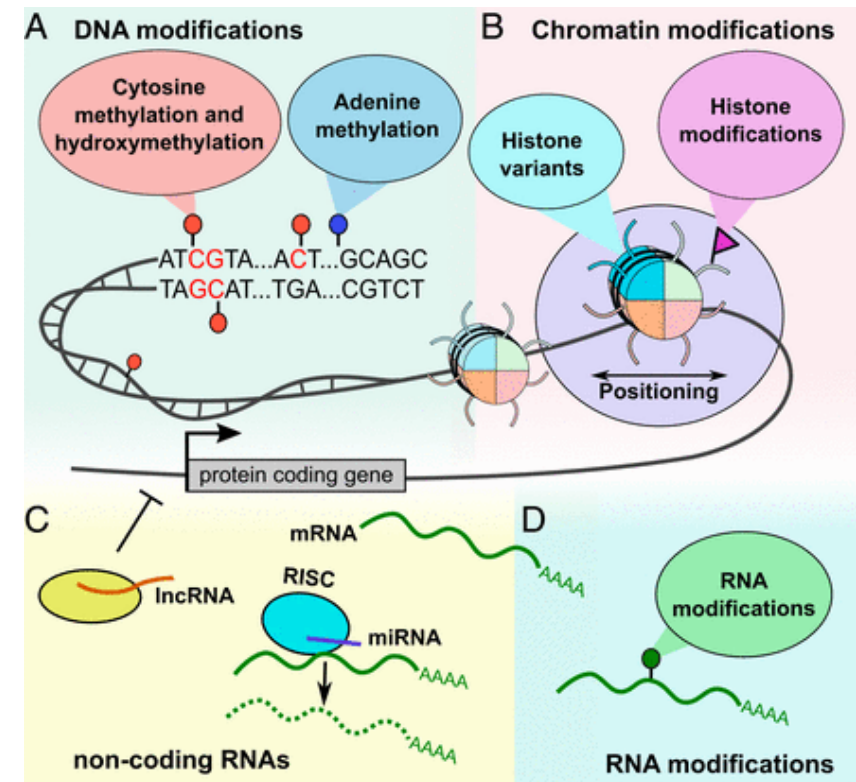 A DNA modifications
Cytosine
methylation and
hydroxymethylation
Adenine
methylation
ATCGTA...ACT...GCAGC
TAGCAT...TGA...CGTCT
protein coding gene
B Chromatin modifications
Histone
variants
Histone
modifications
Positioning
C
lncRNA
mRNA
AAAA
RISC
miRNA
AAAA
AAAA
non-coding RNAs
D
RNA
modifications
AAAA
RNA modifications